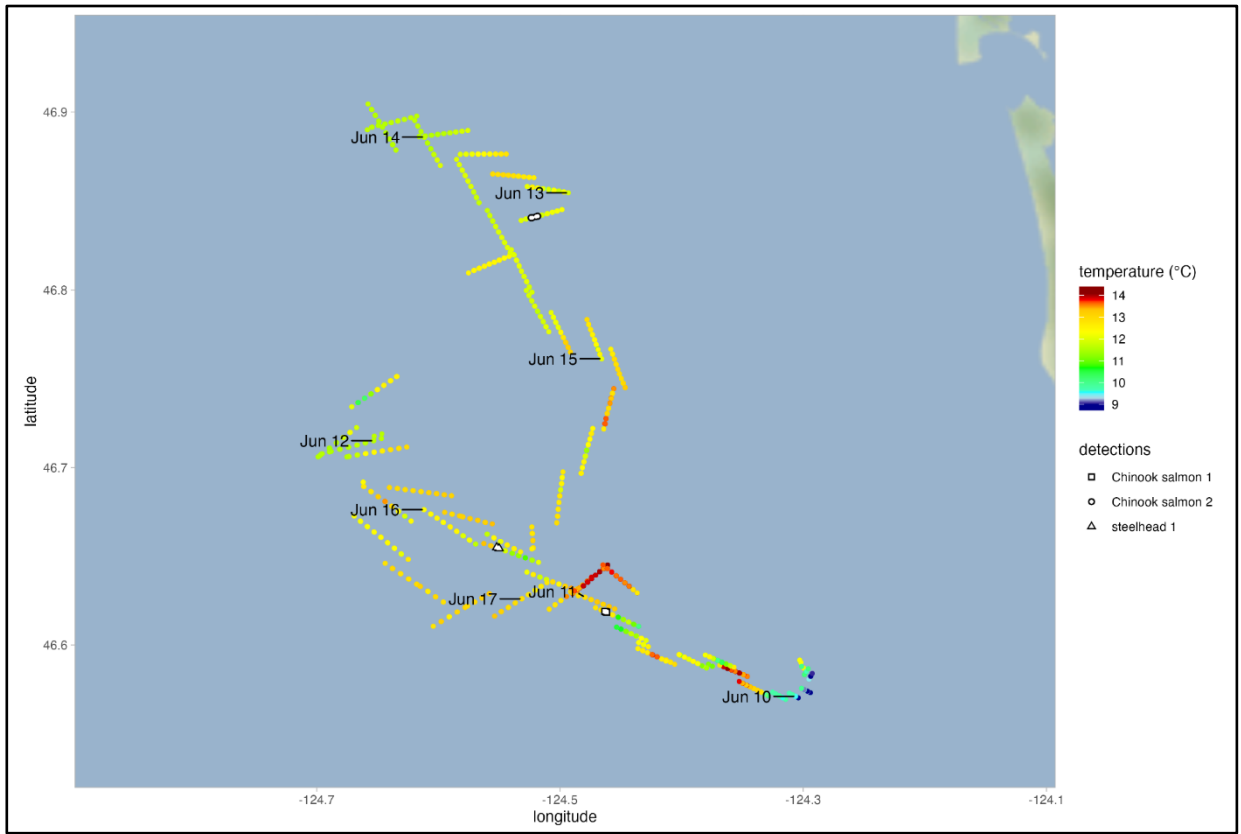 46.9
46.8
46.7
46.6
latitude
-124.7
-124.5
-124.3
-124.1
longitude
Jun 14
Jun 13
Jun 15
Jun 12
Jun 16
Jun 17
Jun 11
Jun 10
temperature (°C)
14
13
12
11
10
9
detections
Chinook salmon 1
Chinook salmon 2
steelhead 1